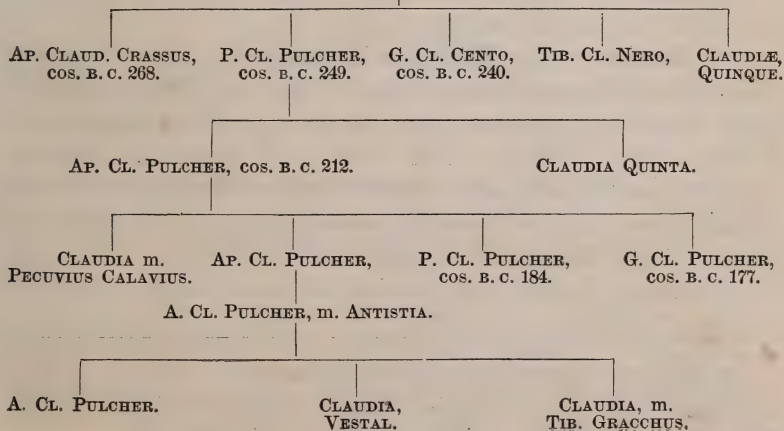 AP. CLAUD. CRASSUS, P. CL. PULCHER, G. CL. CENTO, TIB. CL. NERO, CLAUDIÆ,
COS. B. C. 268. COS. B. C. 249. COS. B. C. 240. QUINQUE.
AP. CL. PULCHER, COS. B. C. 212. CLAUDIA QUINTA.
CLAUDIA m. AP. CL. PULCHER, P. CL. PULCHER, G. CL. PULCHER,
PECUVIUS CALAVIUS. COS. B. C. 184. COS. B. C. 177.
A. CL. PULCHER, m. ANTISTIA.
A. CL. PULCHER. CLAUDIA, CLAUDIA, m.
VESTAL. TIB. GRACCHUS.